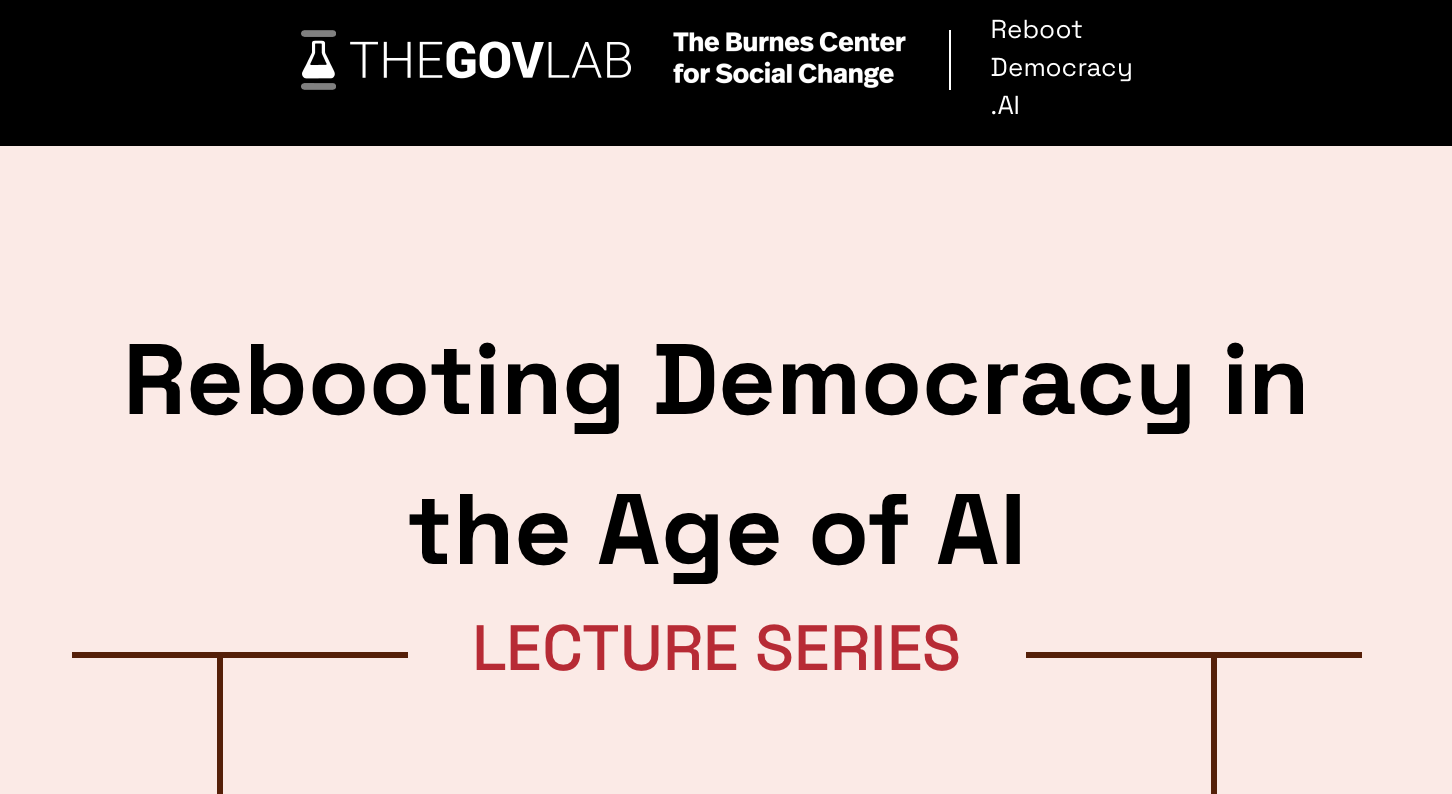 THEGOVLAB
The Burnes Center
for Social Change
Reboot
Democracy
.AI
Rebooting Democracy in
the Age of AI
LECTURE SERIES